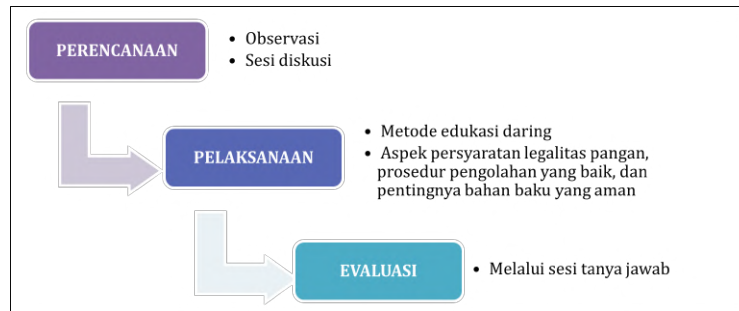 PERENCANAAN
• Observasi
• Sesi diskusi
PELAKSANAAN
• Metode edukasi daring
• Aspek persyaratan legalitas pangan,
prosedur pengolahan yang baik, dan
pentingnya bahan baku yang aman
EVALUASI
• Melalui sesi tanya jawab